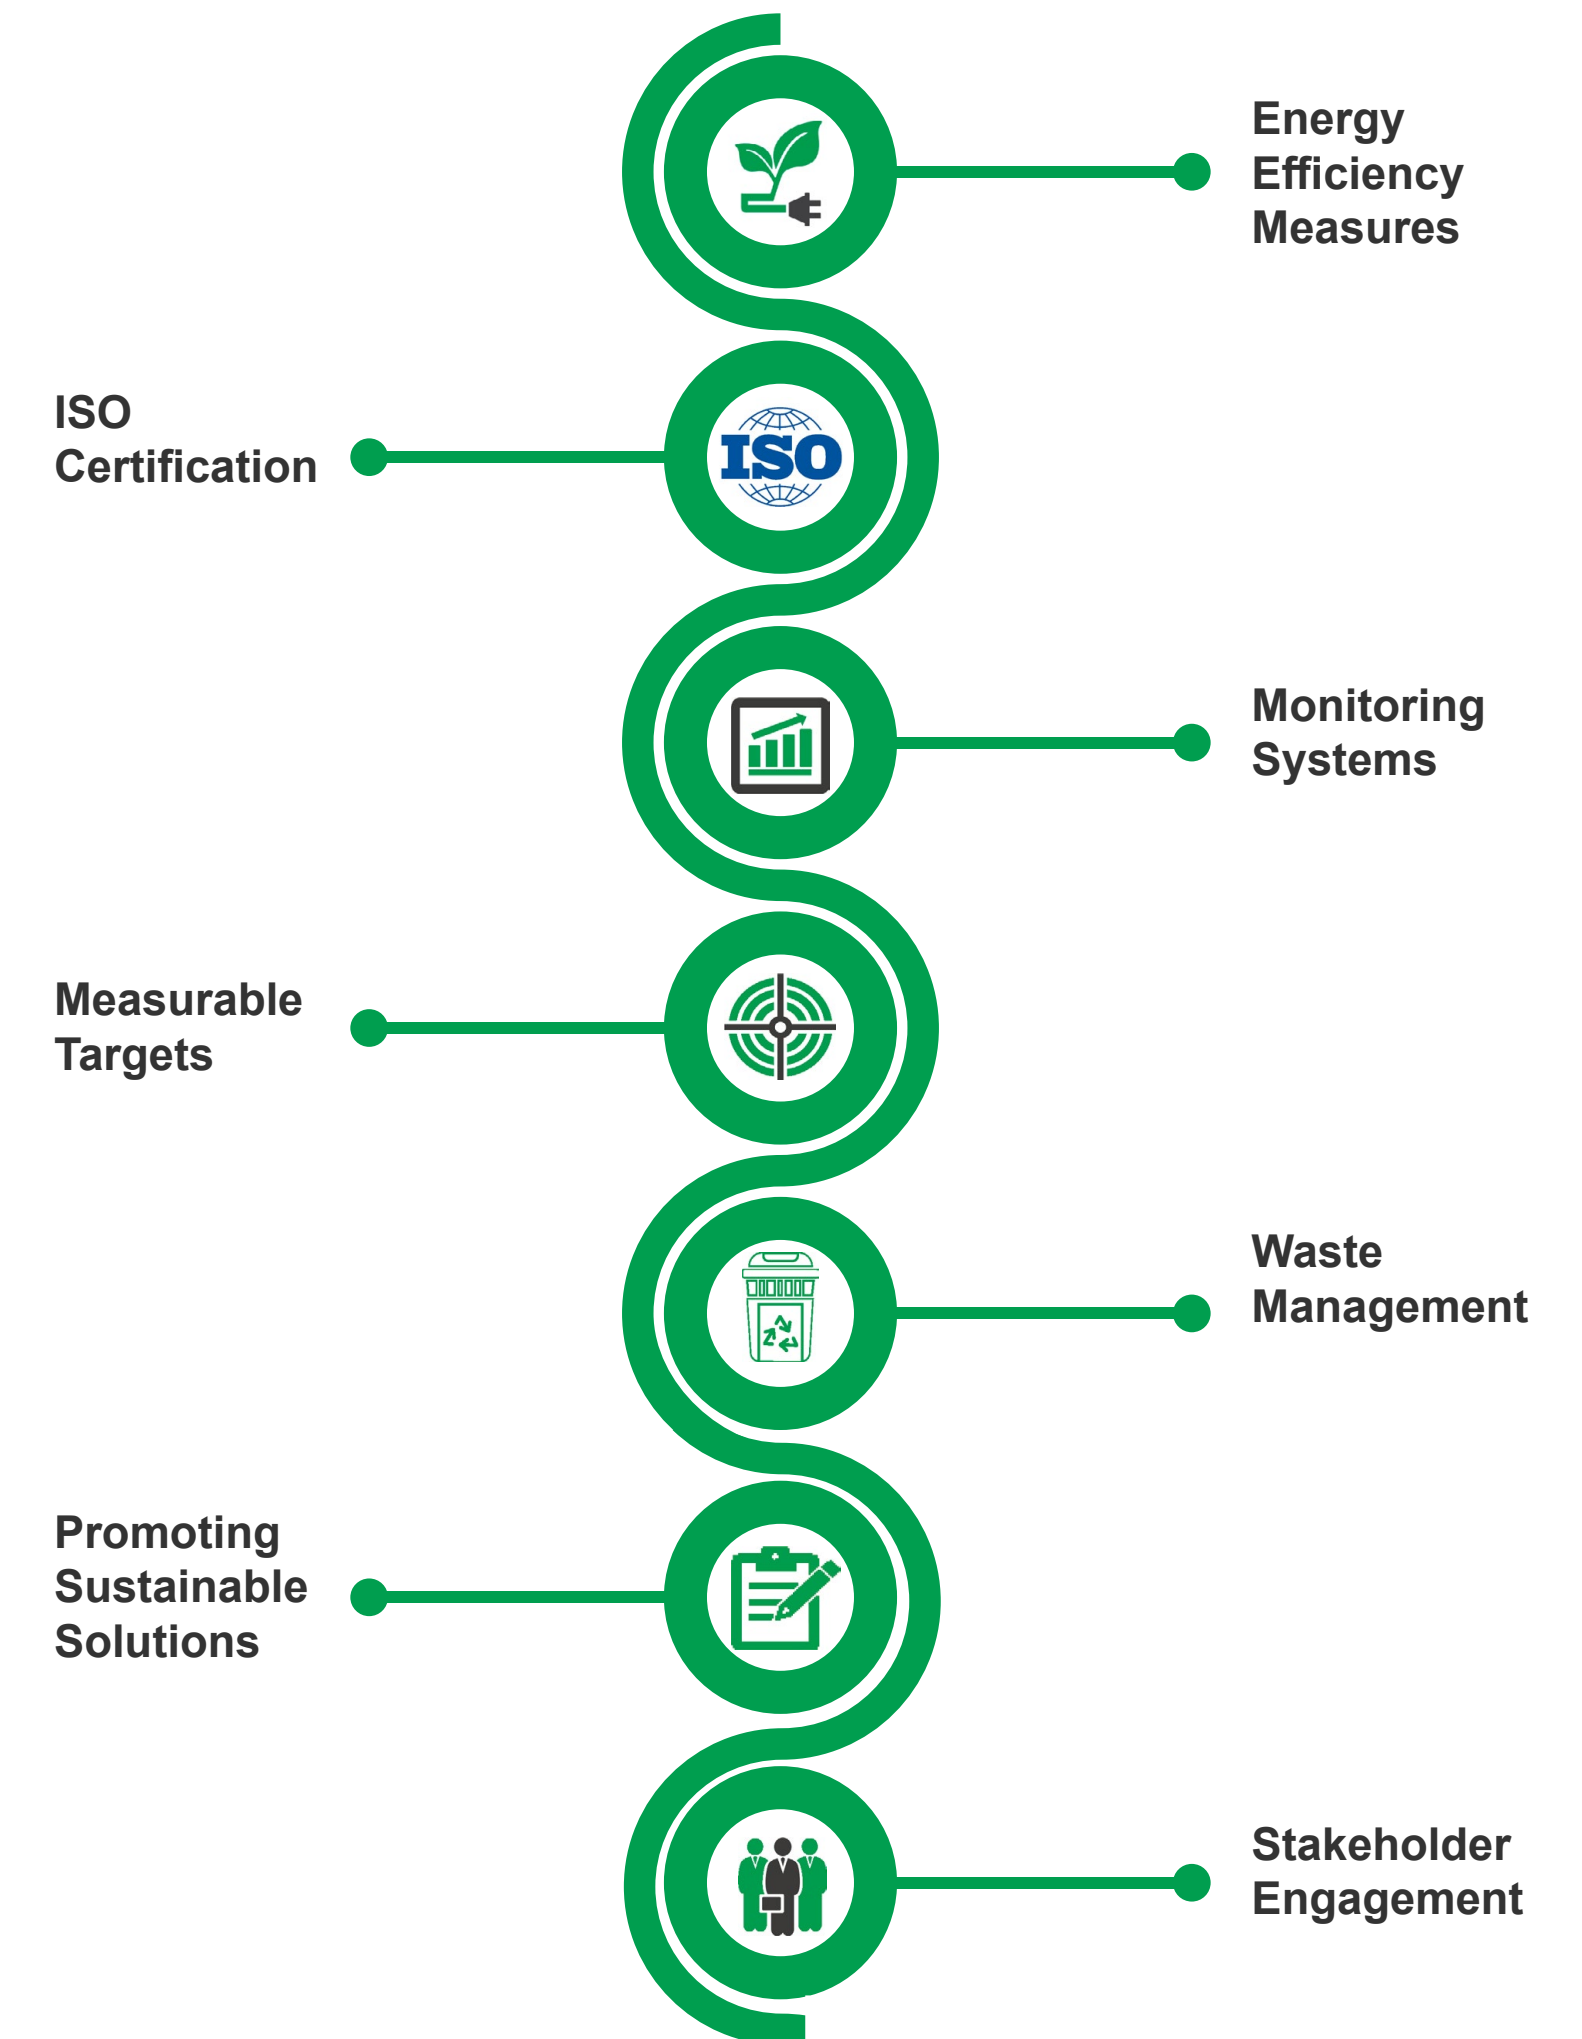 Energy
Efficiency
Measures
ISO
Certification
ISO
Monitoring
Systems
Measurable
Targets
Waste
Management
Promoting
Sustainable
Solutions
Stakeholder
Engagement